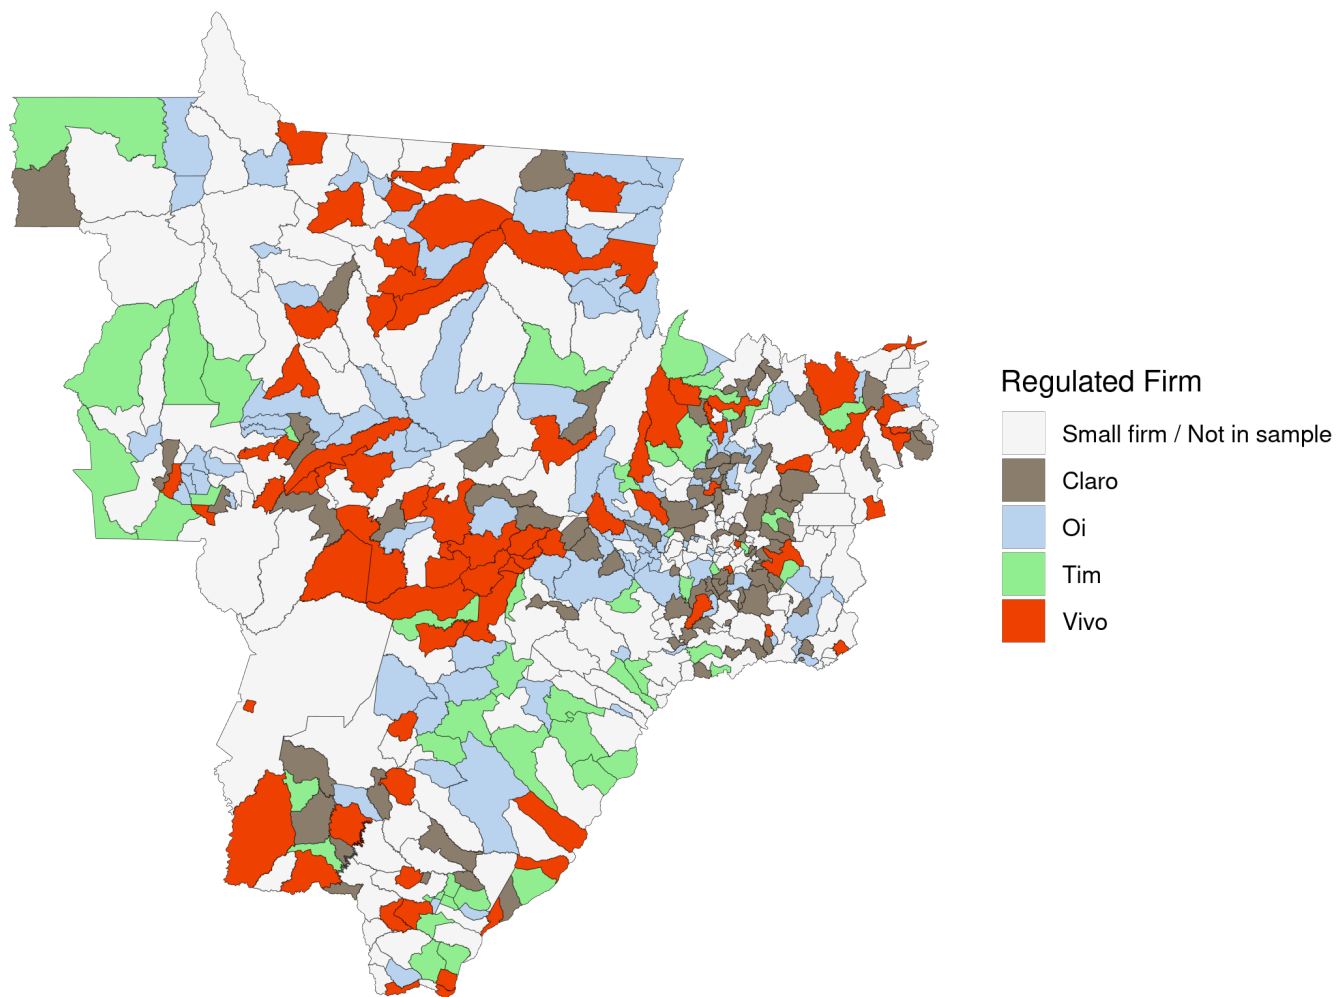 Regulated Firm
Small firm / Not in sample
Claro
Oi
Tim
Vivo